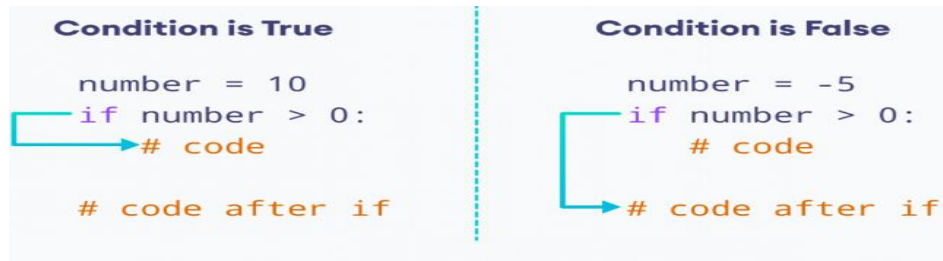 Condition is True
number = 10
if number > 0:
# code
# code after if
Condition is False
number = -5
if number > 0:
# code
# code after if